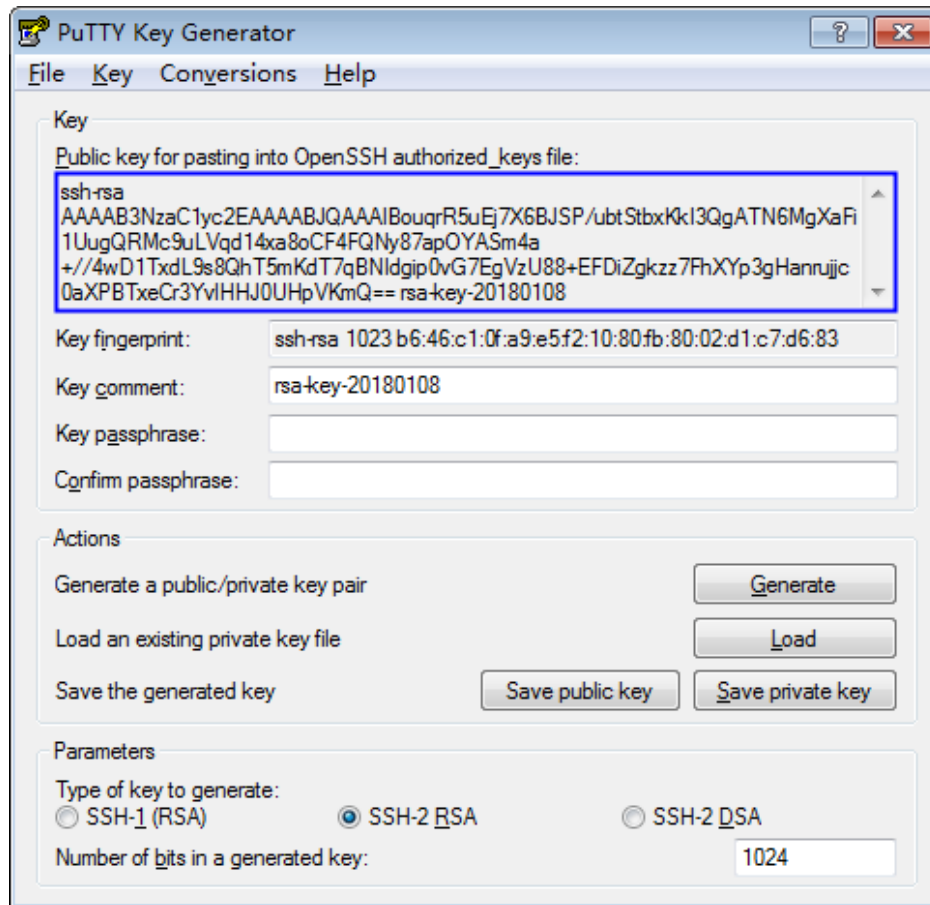 PuTTY Key Generator
File Key Conversions Help
Key
Public key for pasting into OpenSSH authorized_keys file:
ssh-rsa
AAAAB3NzaC1yc2EAAAABJQAAAIBouqrR5uEj7X6BJSP/ubtStbxKkI3QgATN6MgXaFi
1UugQRMc9uLVqd14xa8oCF4FQNy87apOYASm4a
+//4wD1TxdL9s8QhT5mKdT7qBNIdgip0vG7EgVzU88+EFDiZgkzz7FhXYp3gHanrujjc
0aXPBTxeCr3YvIHHJ0UHpVKmQ== rsa-key-20180108
Key fingerprint: ssh-rsa 1023 b6:46:c1:0f:a9:e5:f2:10:80:fb:80:02:d1:c7:d6:83
Key comment: rsa-key-20180108
Key passphrase:
Confirm passphrase:
Actions
Generate a public/private key pair Generate
Load an existing private key file Load
Save the generated key Save public key Save private key
Parameters
Type of key to generate:
SSH-1 (RSA) SSH-2 RSA SSH-2 DSA
Number of bits in a generated key: 1024